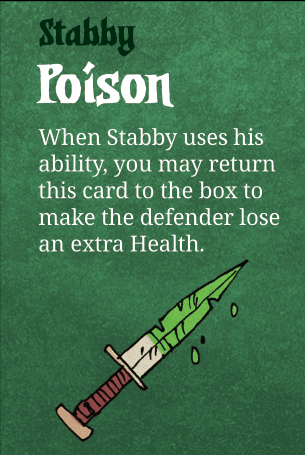 Stabby
Poison
When Stabby uses his
ability, you may return
this card to the box to
make the defender lose
an extra Health.